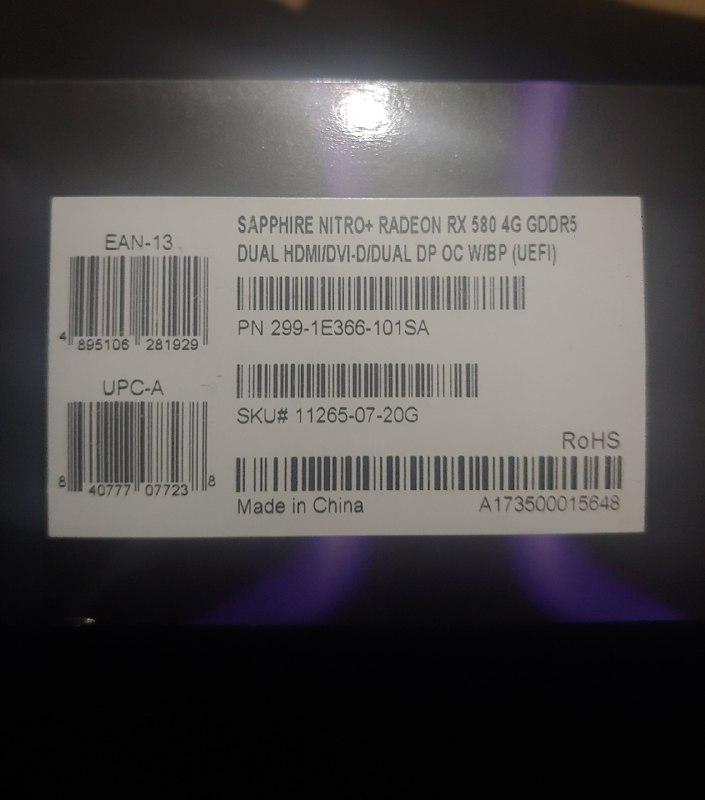 EAN-13
4 895106 281929
UPC-A
8 40777 07723 8
SAPPHIRE NITRO+ RADEON RX 580 4G GDDR5
DUAL HDMI/DVI-D/DUAL DP OC W/BP (UEFI)
PN 299-1E366-101SA
SKU# 11265-07-20G
RoHS
Made in China
A173500015648